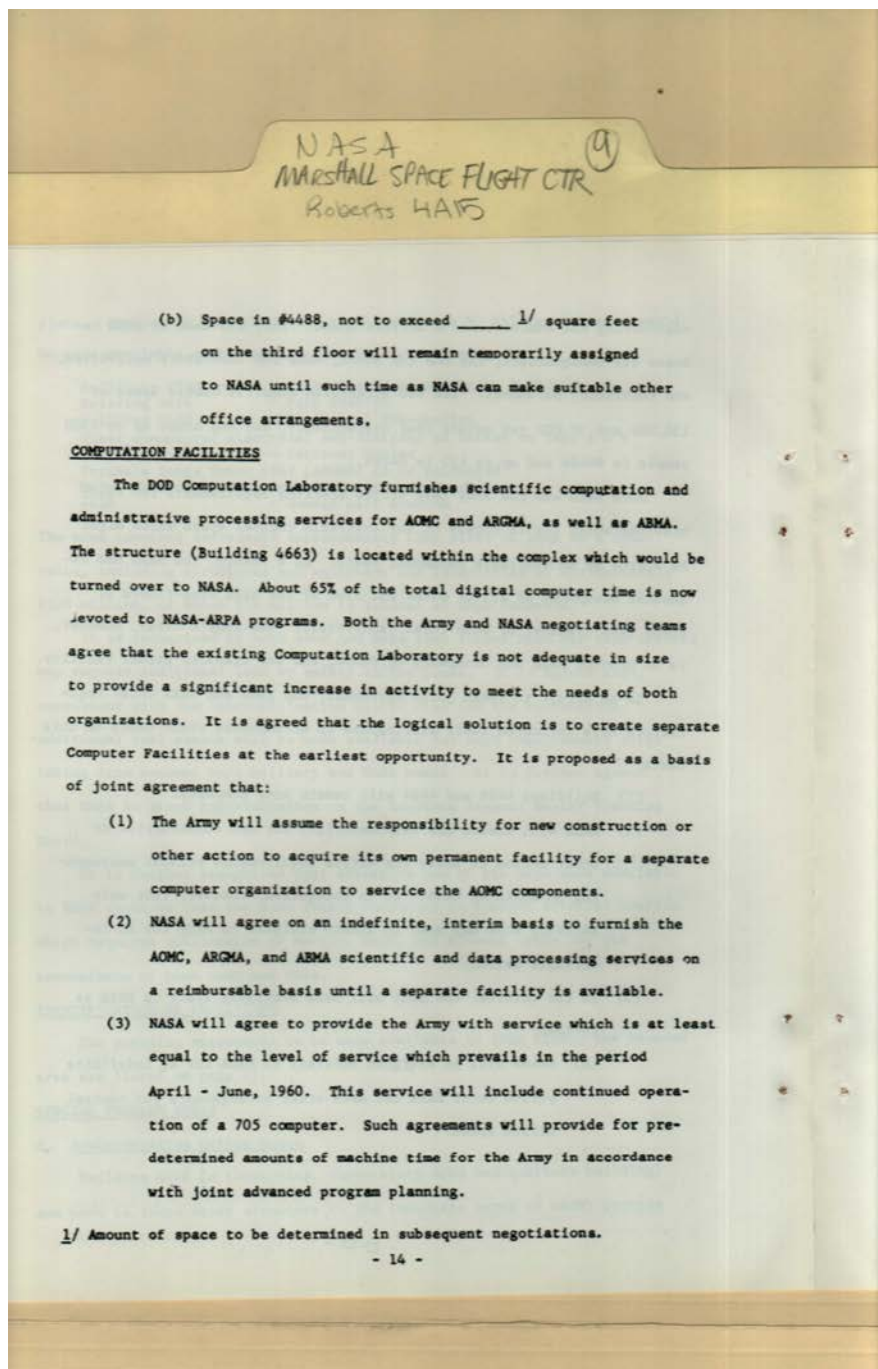 NASA
9
MARSHALL SPACE FLIGHT CTR
Roberts
(b) Space in #4488, not to exceed _____ 1/ square feet
on the third floor will remain temporarily assigned
to NASA until such time as NASA can make suitable other
office arrangements.
COMPUTATION FACILITIES
The DOD Computation Laboratory furnishes scientific computation and
administrative processing services for AOMC and ARGMA, as well as ABMA.
The structure (Building 4663) is located within the complex which would be
turned over to NASA. About 65% of the total digital computer time is now
devoted to NASA-ARPA programs. Both the Army and NASA negotiating teams
agree that the existing Computation Laboratory is not adequate in size
to provide a significant increase in activity to meet the needs of both
organizations. It is agreed that the logical solution is to create separate
Computer Facilities at the earliest opportunity. It is proposed as a basis
of joint agreement that:
(1) The Army will assume the responsibility for new construction or
other action to acquire its own permanent facility for a separate
computer organization to service the AOMC components.
(2) NASA will agree on an indefinite, interim basis to furnish the
AOMC, ARGMA, and ABMA scientific and data processing services on
a reimbursable basis until a separate facility is available.
(3) NASA will agree to provide the Army with service which is at least
equal to the level of service which prevails in the period
April - June, 1960. This service will include continued opera-
tion of a 705 computer. Such agreements will provide for pre-
determined amounts of machine time for the Army in accordance
with joint advanced program planning.
1/ Amount of space to be determined in subsequent negotiations.
- 14 -